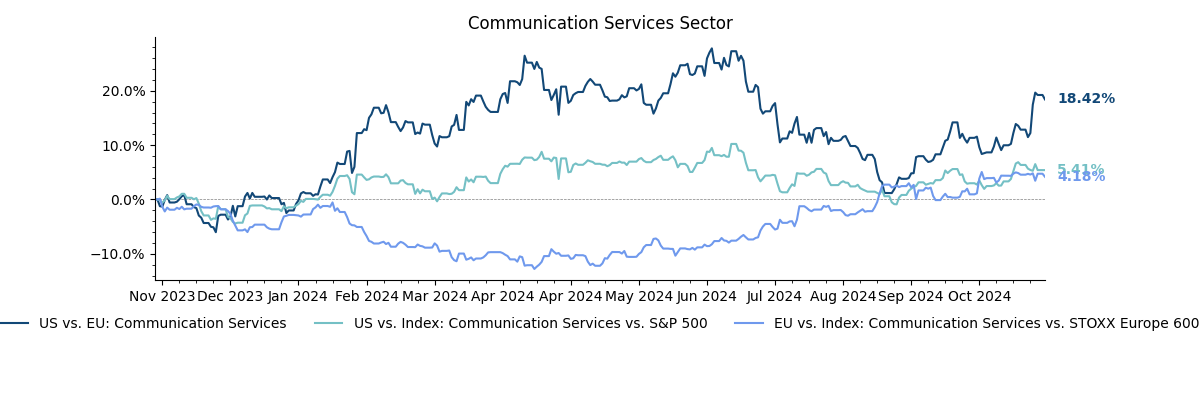 Communication Services Sector
20.0%
10.0%
0.0%
−10.0%
18.42%
5.41%
4.18%
Nov 2023 Dec 2023 Jan 2024 Feb 2024 Mar 2024 Apr 2024 Apr 2024 May 2024 Jun 2024 Jul 2024 Aug 2024 Sep 2024 Oct 2024
US vs. EU: Communication Services US vs. Index: Communication Services vs. S&P 500 EU vs. Index: Communication Services vs. STOXX Europe 600